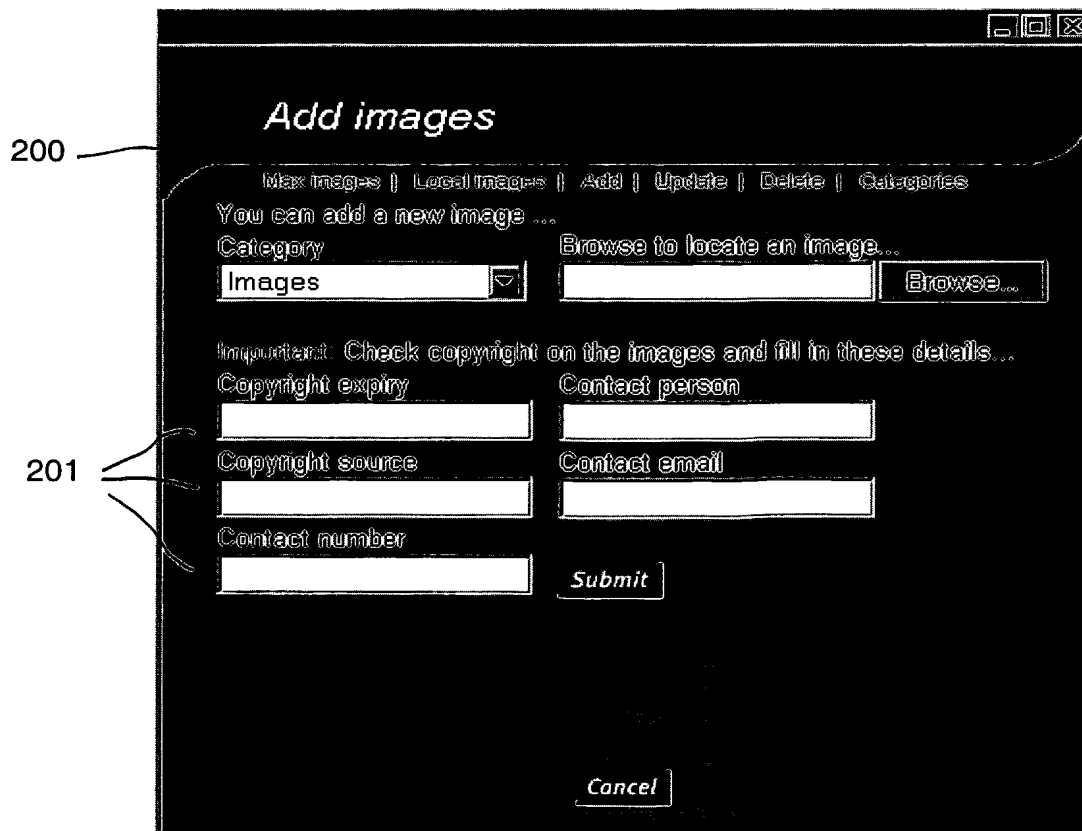 Add images
200
Max images | Local images | Add | Update | Delete | Categories
You can add a new image ...
Category Browse to locate an image...
Images Browse...
Important: Check copyright on the images and fill in these details...
Copyright expiry Contact person
201
Copyright source Contact email
Contact number
Submit
Cancel